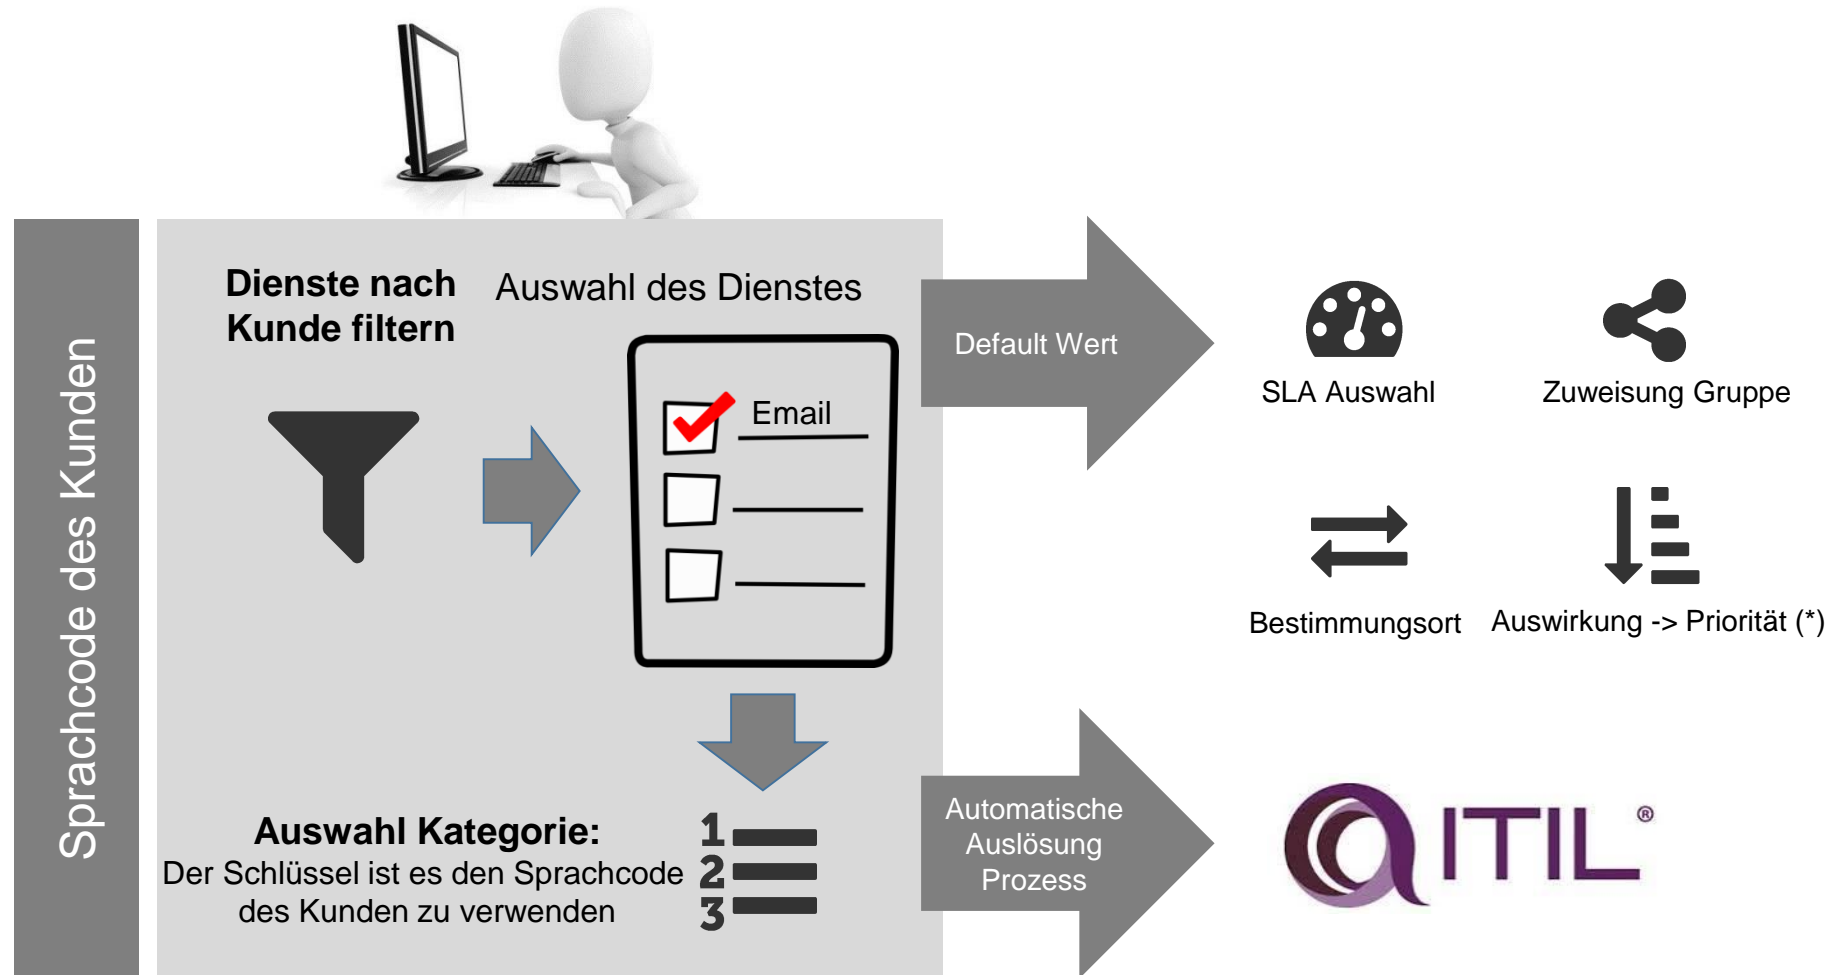 Sprachcode des Kunden
Dienste nach
Kunde filtern
Auswahl des Dienstes
Email
Default Wert
SLA Auswahl
Zuweisung Gruppe
Bestimmungsort
Auswirkung -> Priorität (*)
Auswahl Kategorie:
Der Schlüssel ist es den Sprachcode
des Kunden zu verwenden
1
2
3
Automatische
Auslösung
Prozess
ITIL®